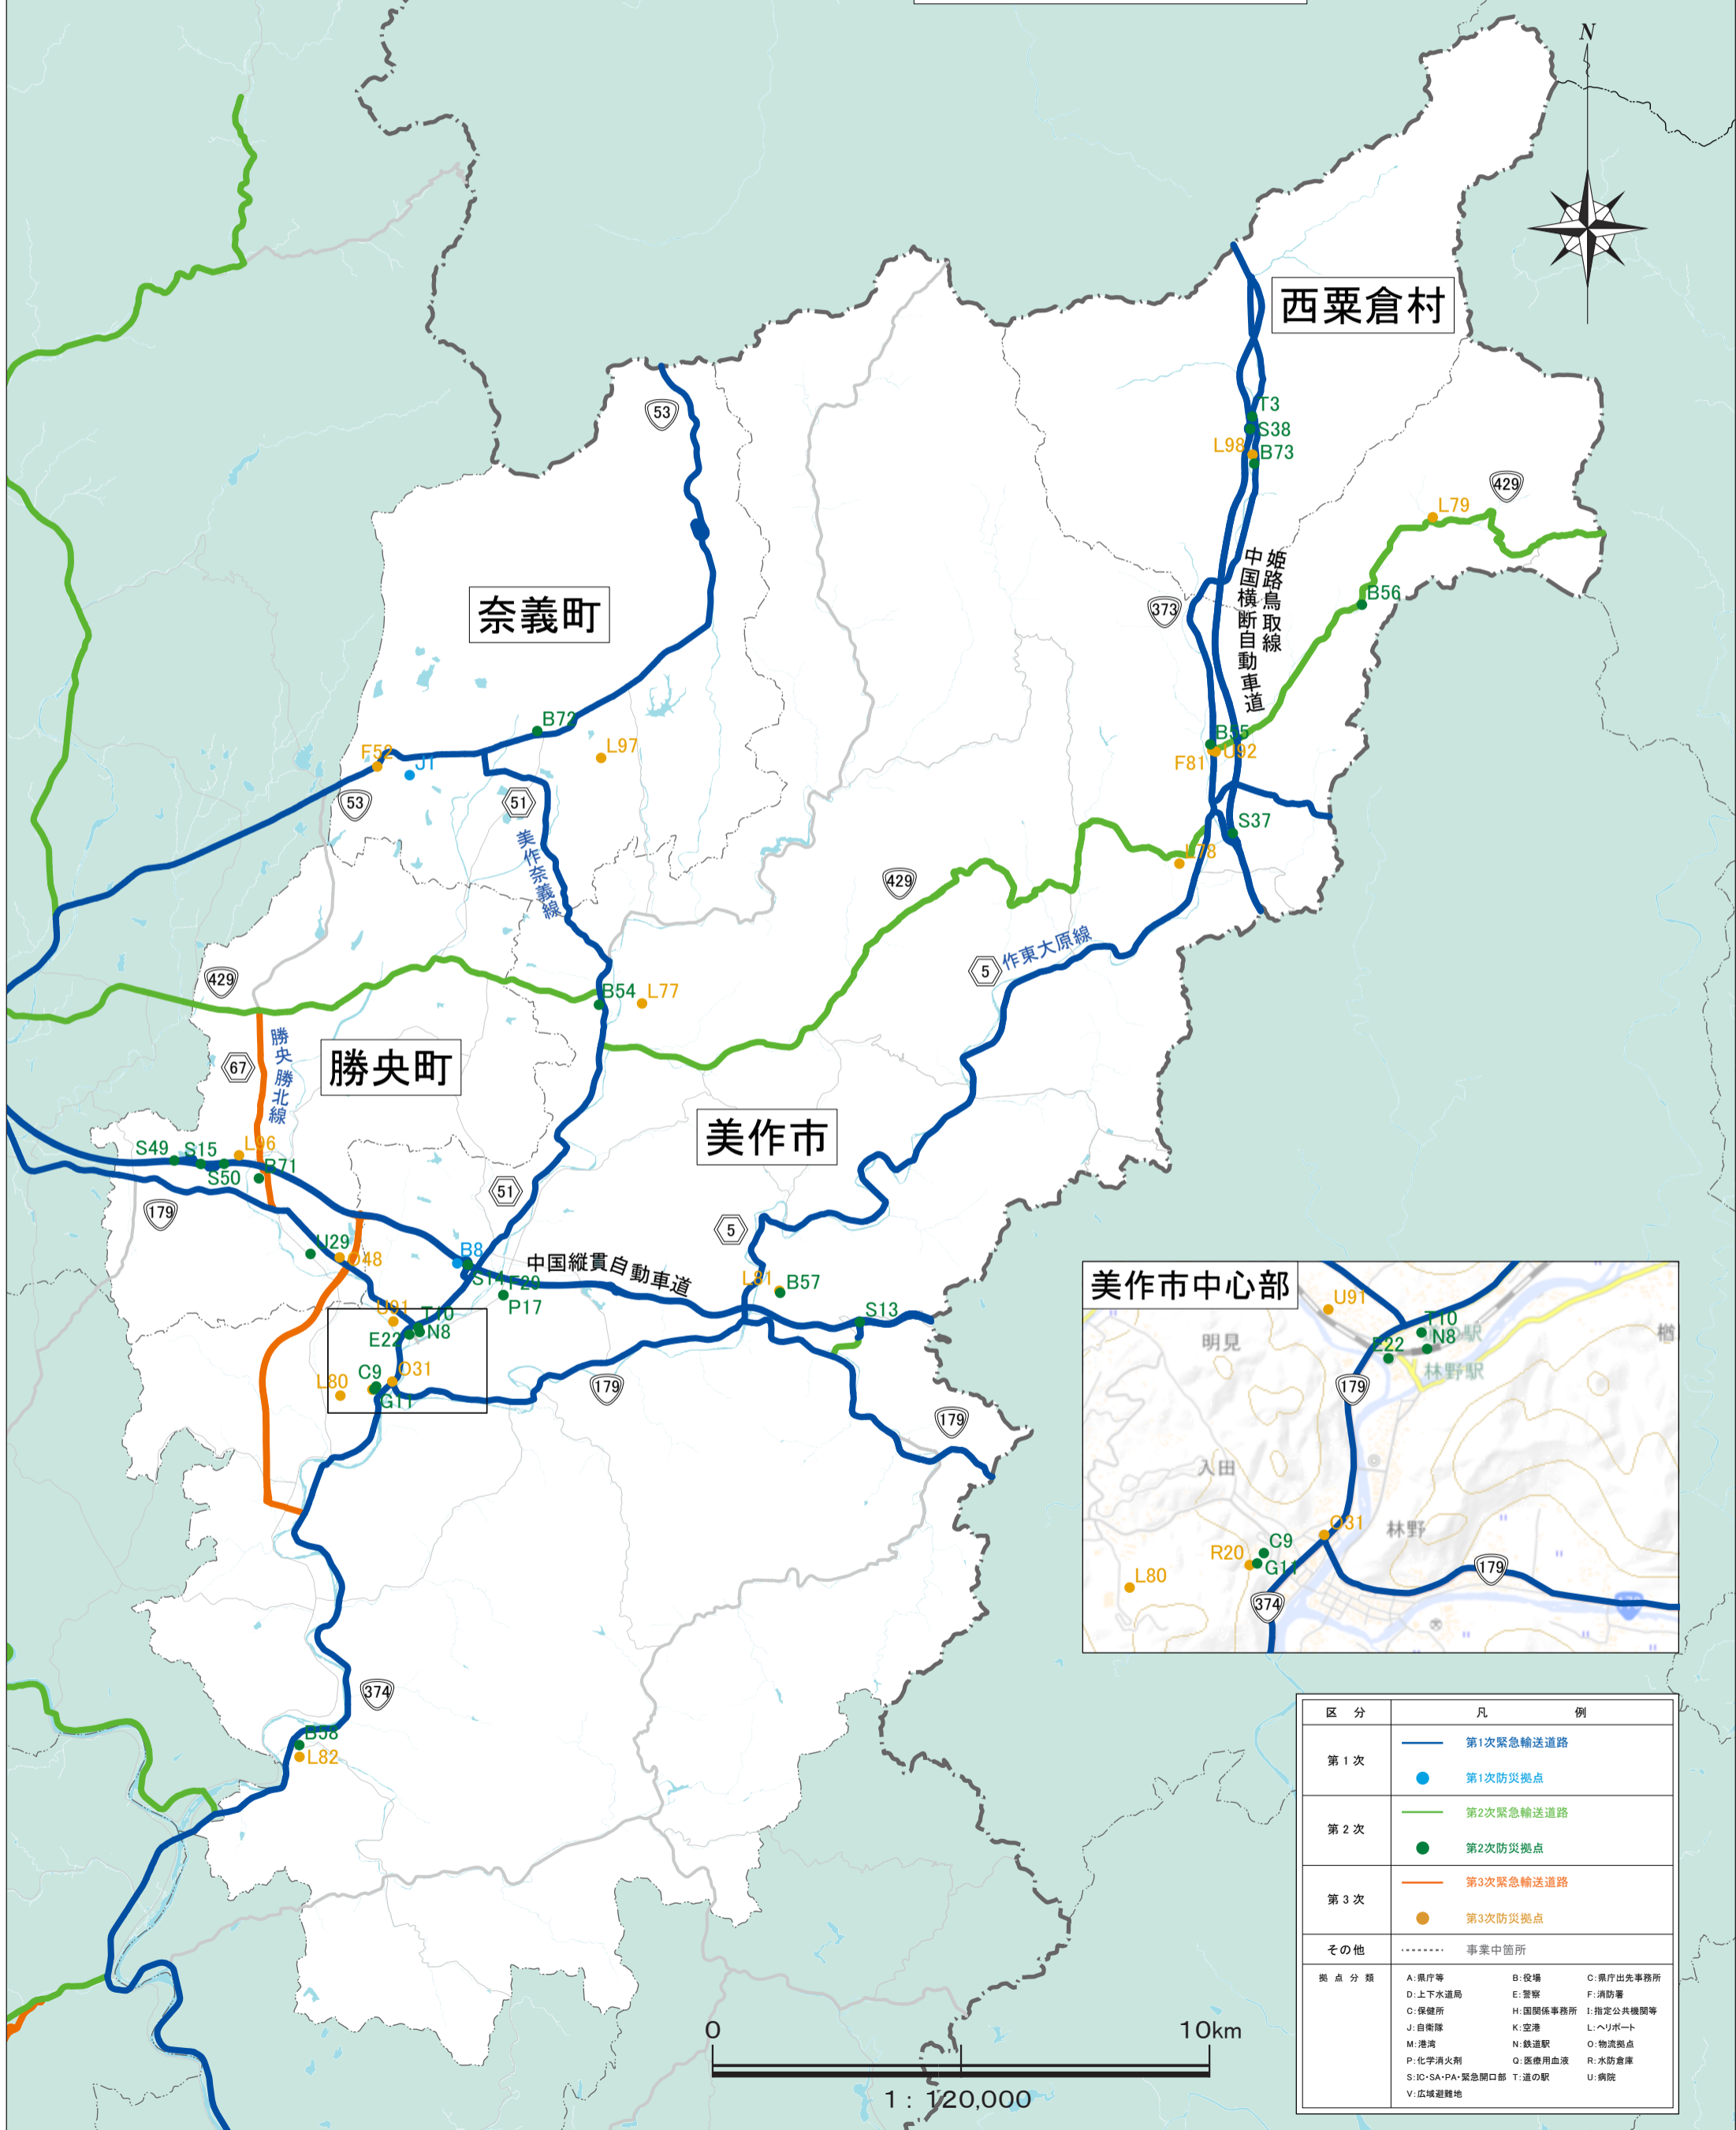 N
西粟倉村
53
T3
S38
L98
B73
429
L79
姫路鳥取線
中国横断自動車道
B56
373
奈義町
B72
L97
F52
J1
53
51
美作奈義線
B55
U92
F81
S37
L78
429
5
作東大原線
429
B54
L77
勝央勝北線
67
勝央町
美作市
S49
S15
L96
S50
B71
179
51
5
U29
O48
B8
S14
F29
P17
中国縦貫自動車道
L81
B57
S13
U91
T10
E22
N8
C9
O31
L80
G11
179
179
374
B58
L82
美作市中心部
U91
T10
N8
E22
明見
楢
林野駅
179
入田
林野
O31
C9
R20
G11
L80
179
374
区 分 凡 例
第1次 第1次緊急輸送道路
第1次防災拠点
第2次 第2次緊急輸送道路
第2次防災拠点
第3次 第3次緊急輸送道路
第3次防災拠点
その他 事業中箇所
拠点分類 A:県庁等 B:役場 C:県庁出先事務所
D:上下水道局 E:警察 F:消防署
C:保健所 H:国関係事務所 I:指定公共機関等
J:自衛隊 K:空港 L:ヘリポート
M:港湾 N:鉄道駅 O:物流拠点
P:化学消火剤 Q:医療用血液 R:水防倉庫
S:IC・SA・PA・緊急開口部 T:道の駅 U:病院
V:広域避難地
0 10km
1:120,000